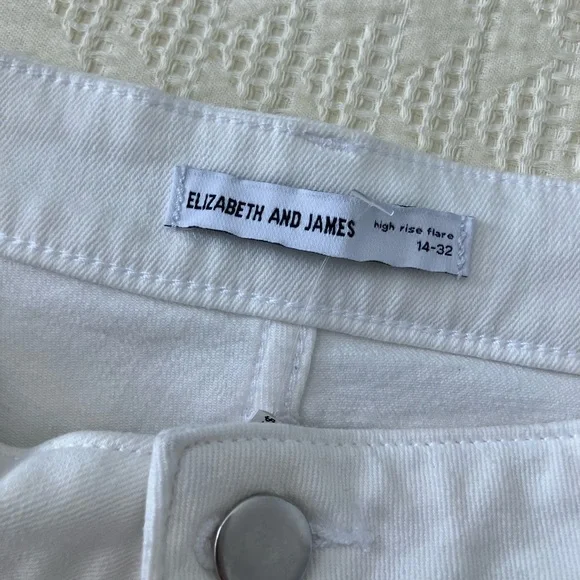 ELIZABETH AND JAMES
high rise flare
14-32